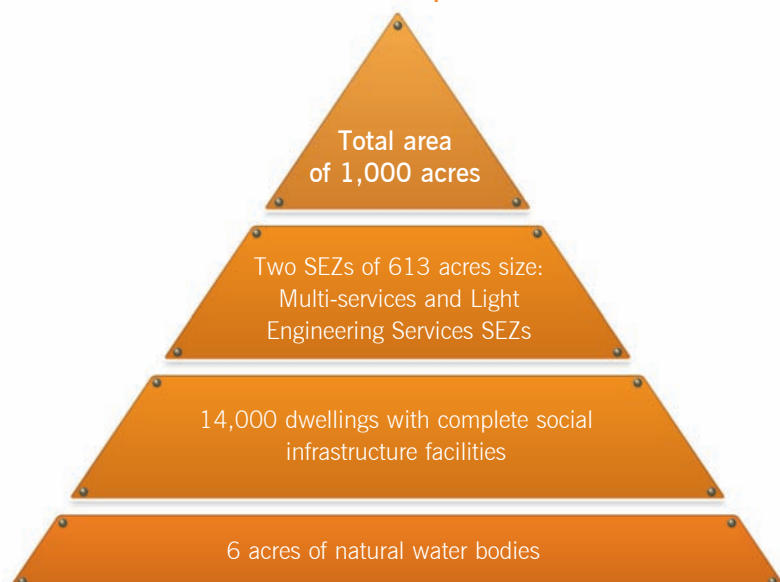 Total area
of 1,000 acres
Two SEZs of 613 acres size:
Multi-services and Light
Engineering Services SEZs
14,000 dwellings with complete social
infrastructure facilities
6 acres of natural water bodies